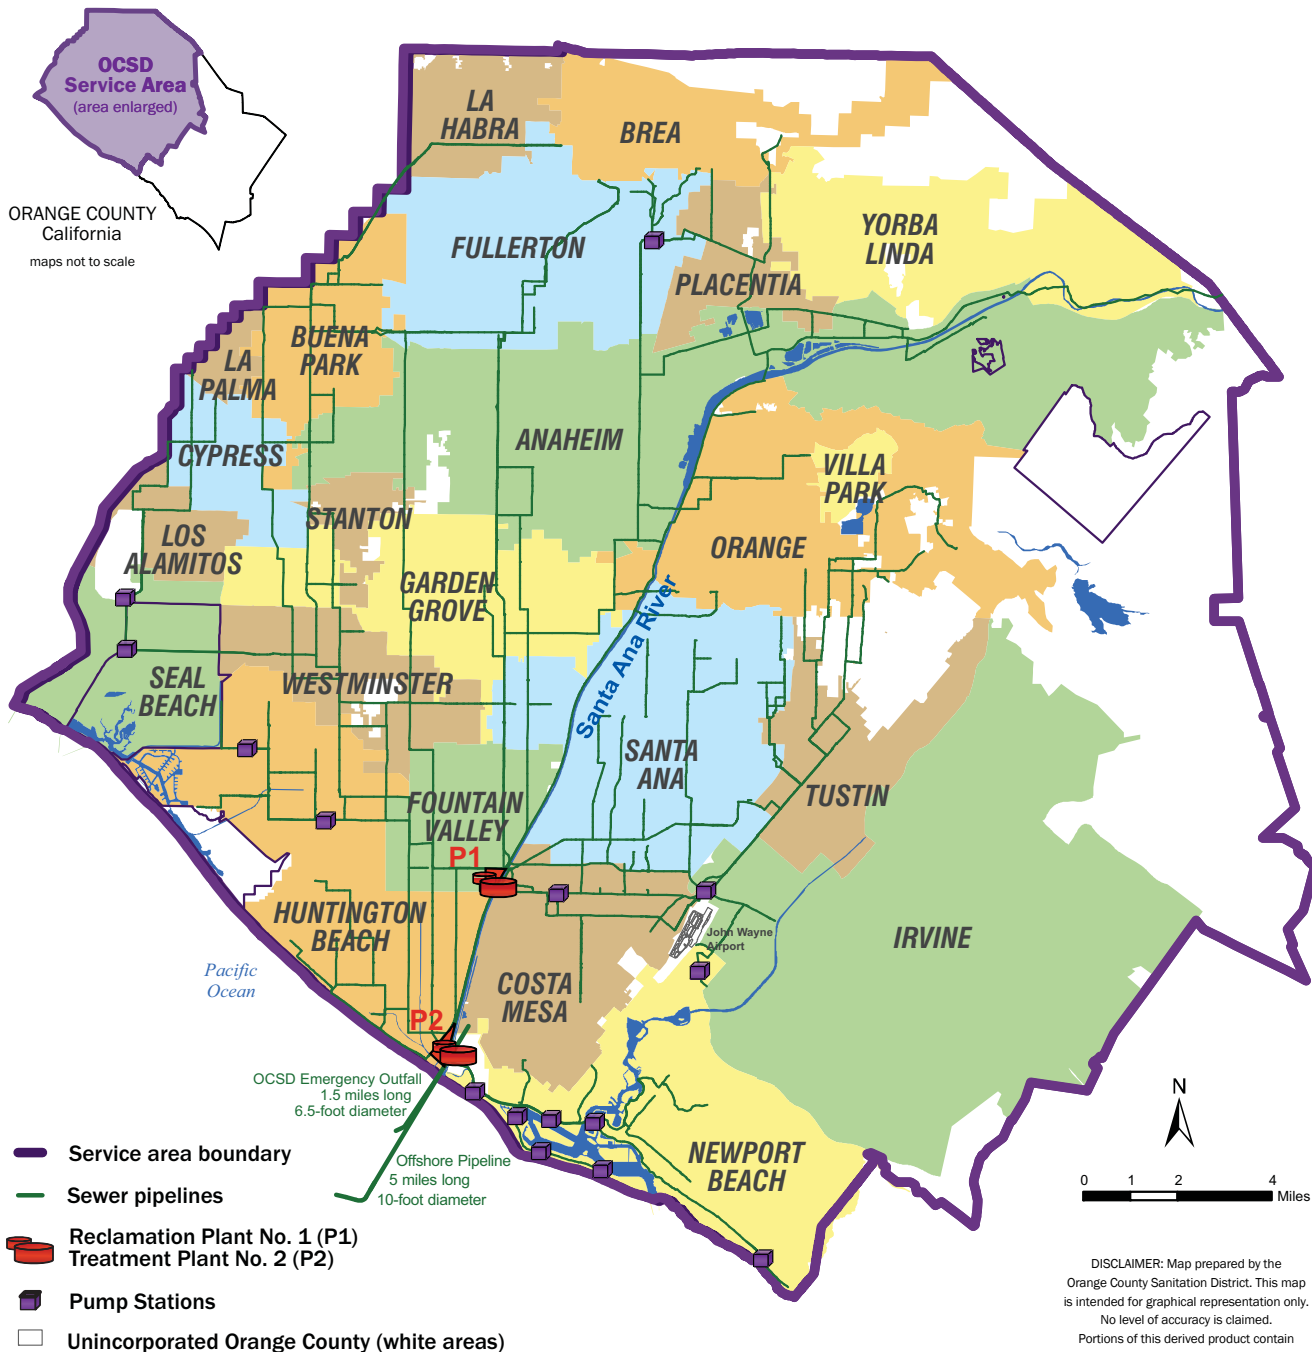 OCSD
Service Area
(area enlarged)
ORANGE COUNTY
California
maps not to scale
LA
HABRA
BREA
FULLERTON
YORBA
LINDA
PLACENTIA
BUENA
PARK
LA
PALMA
CYPRESS
ANAHEIM
VILLA
PARK
STANTON
LOS
ALAMITOS
ORANGE
GARDEN
GROVE
Santa Ana River
SEAL
BEACH
WESTMINSTER
SANTA
ANA
TUSTIN
FOUNTAIN
VALLEY
P1
HUNTINGTON
BEACH
John Wayne
Airport
IRVINE
Pacific
Ocean
COSTA
MESA
P2
OCSD Emergency Outfall
1.5 miles long
6.5-foot diameter
Offshore Pipeline
5 miles long
10-foot diameter
NEWPORT
BEACH
N
0 1 2 4
Miles
Service area boundary
Sewer pipelines
Reclamation Plant No. 1 (P1)
Treatment Plant No. 2 (P2)
Pump Stations
Unincorporated Orange County (white areas)
DISCLAIMER: Map prepared by the
Orange County Sanitation District. This map
is intended for graphical representation only.
No level of accuracy is claimed.
Portions of this derived product contain